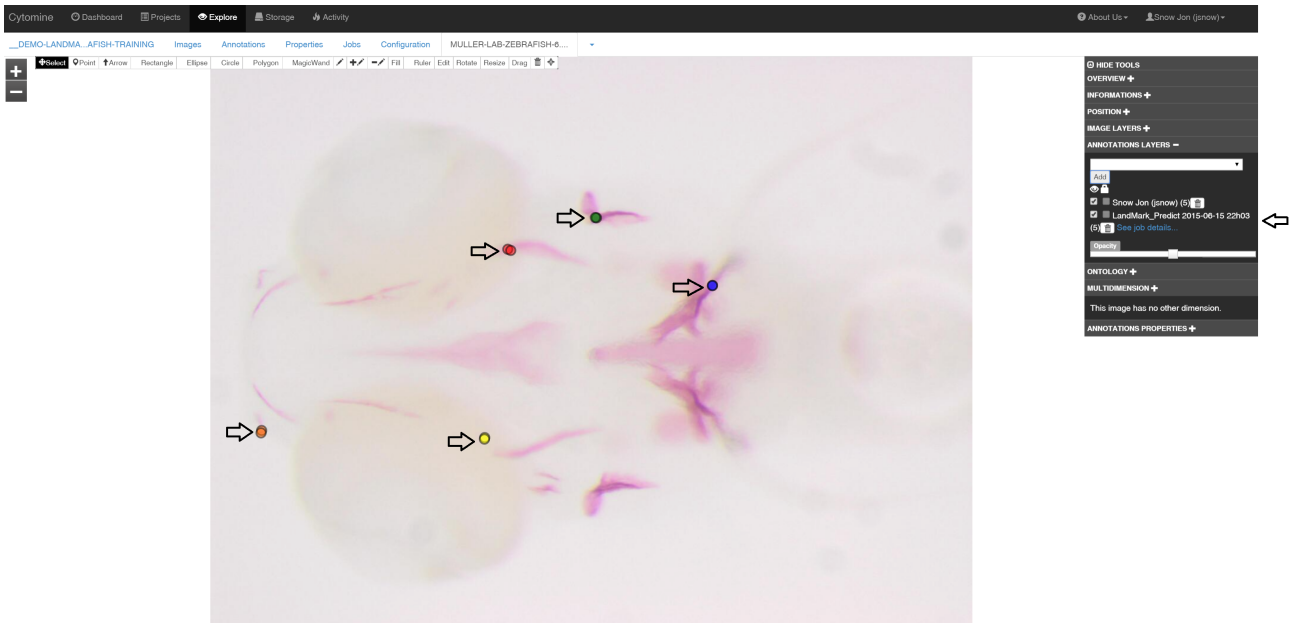 Cytomine Dashboard Projects Explore Storage Activity About Us Snow Jon (jsnow)
__DEMO-LANDMA...AFISH-TRAINING Images Annotations Properties Jobs Configuration MULLER-LAB-ZEBRAFISH-6....
Select Point Arrow Rectangle Ellipse Circle Polygon MagicWand Fill Ruler Edit Rotate Resize Drag
HIDE TOOLS
OVERVIEW
INFORMATIONS
POSITION
IMAGE LAYERS
ANNOTATIONS LAYERS
Add
Snow Jon (jsnow) (5)
LandMark_Predict 2015-06-15 22h03
(5) See job details...
Opacity
ONTOLOGY
MULTIDIMENSION
This image has no other dimension.
ANNOTATIONS PROPERTIES